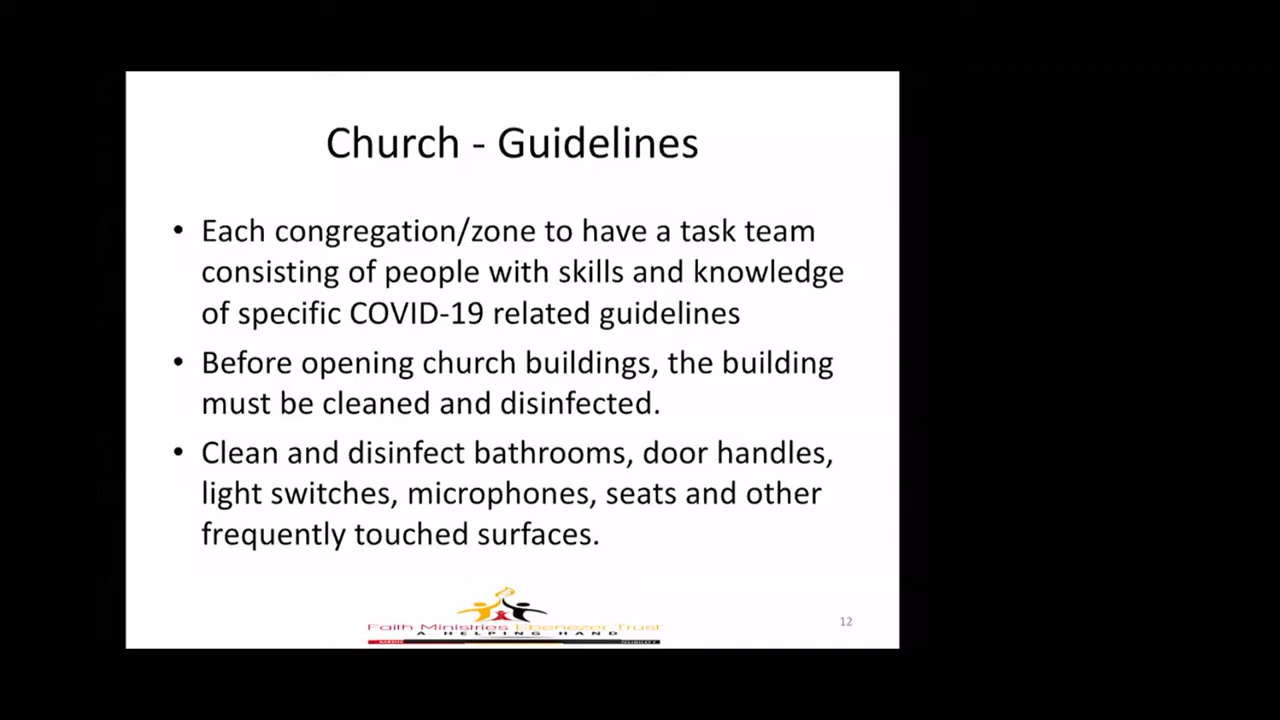 Church - Guidelines
• Each congregation/zone to have a task team
consisting of people with skills and knowledge
of specific COVID-19 related guidelines
• Before opening church buildings, the building
must be cleaned and disinfected.
• Clean and disinfect bathrooms, door handles,
light switches, microphones, seats and other
frequently touched surfaces.
Faith Ministries Ebenezer Trust
A HELPING HAND
12